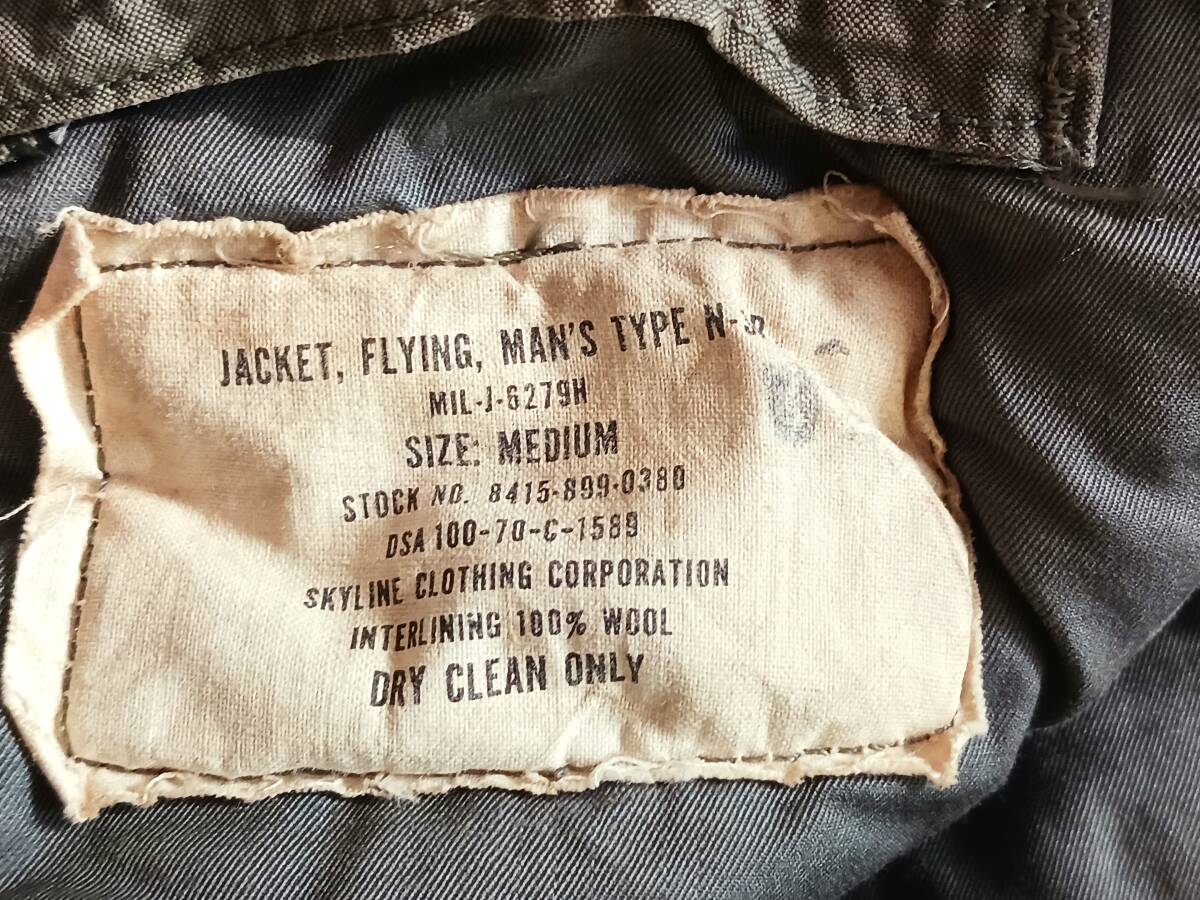 JACKET, FLYING, MAN'S TYPE
MIL-J-6279H
SIZE: MEDIUM
STOCK NO. 8415-899-0380
DSA 100-70-C-1589
SKYLINE CLOTHING CORPORATION
INTERLINING 100% WOOL
DRY CLEAN ONLY